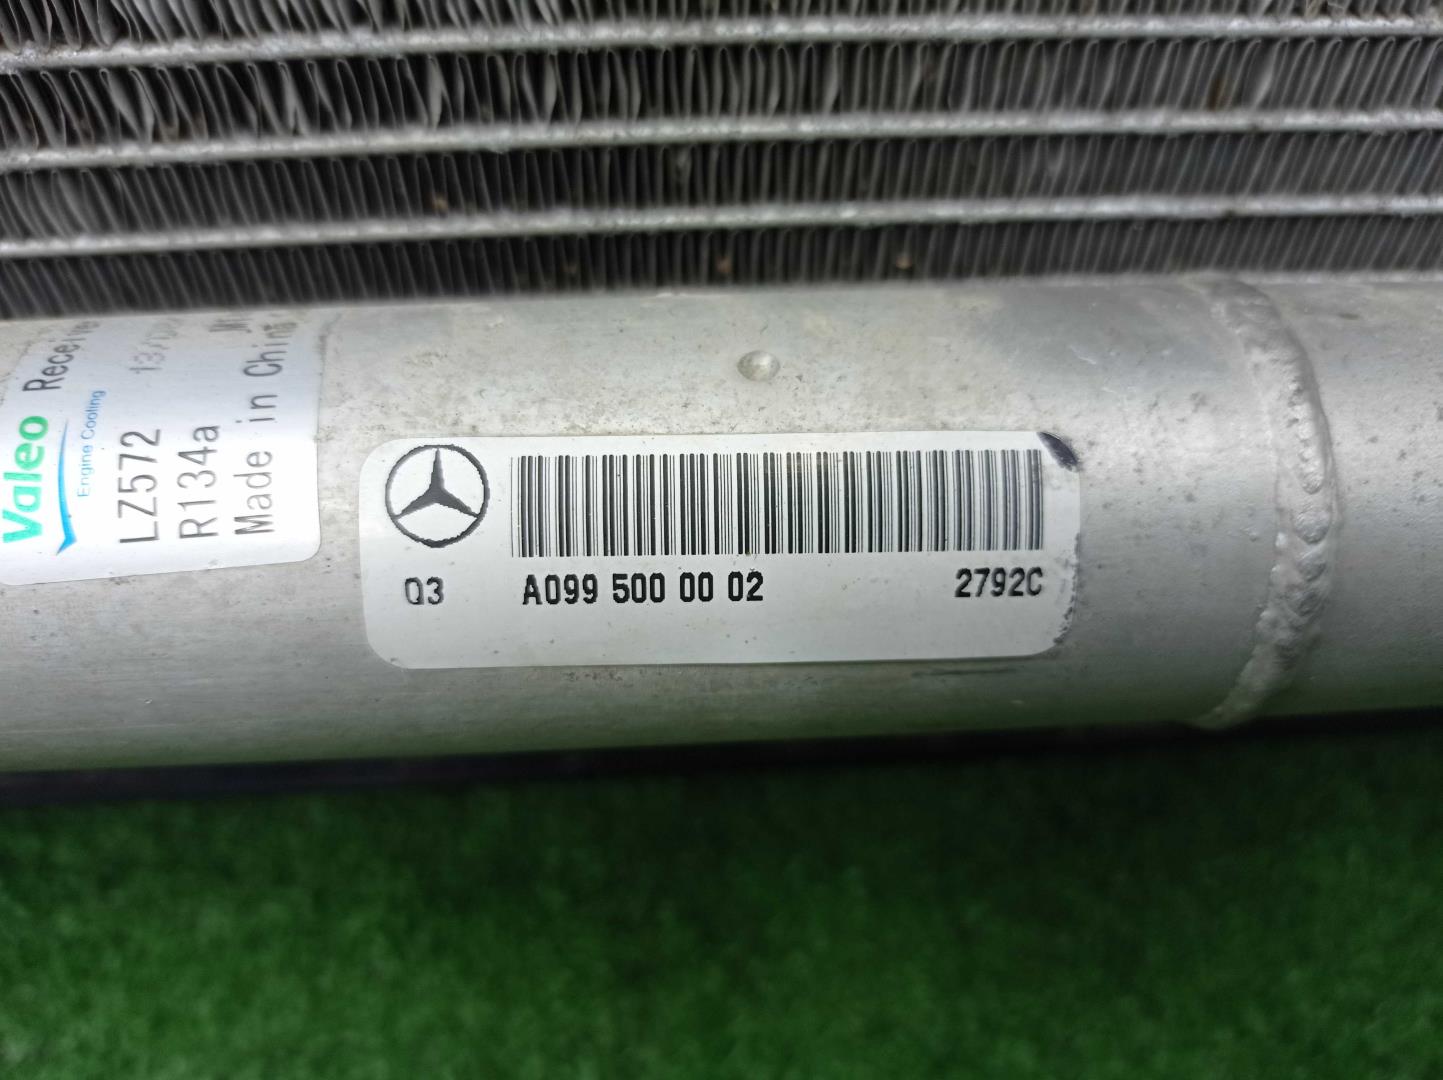 Valeo
Engine Cooling
LZ572
R134a
Made in China
Q3 A099 500 00 02 2792C